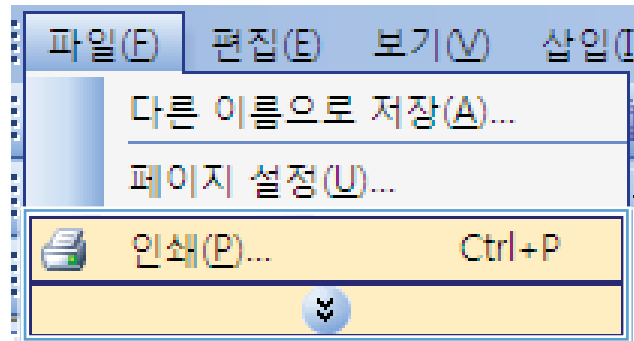 파일(F) 편집(E) 보기(V) 삽입(I
다른 이름으로 저장(A)...
페이지 설정(U)...
인쇄(P)... Ctrl+P